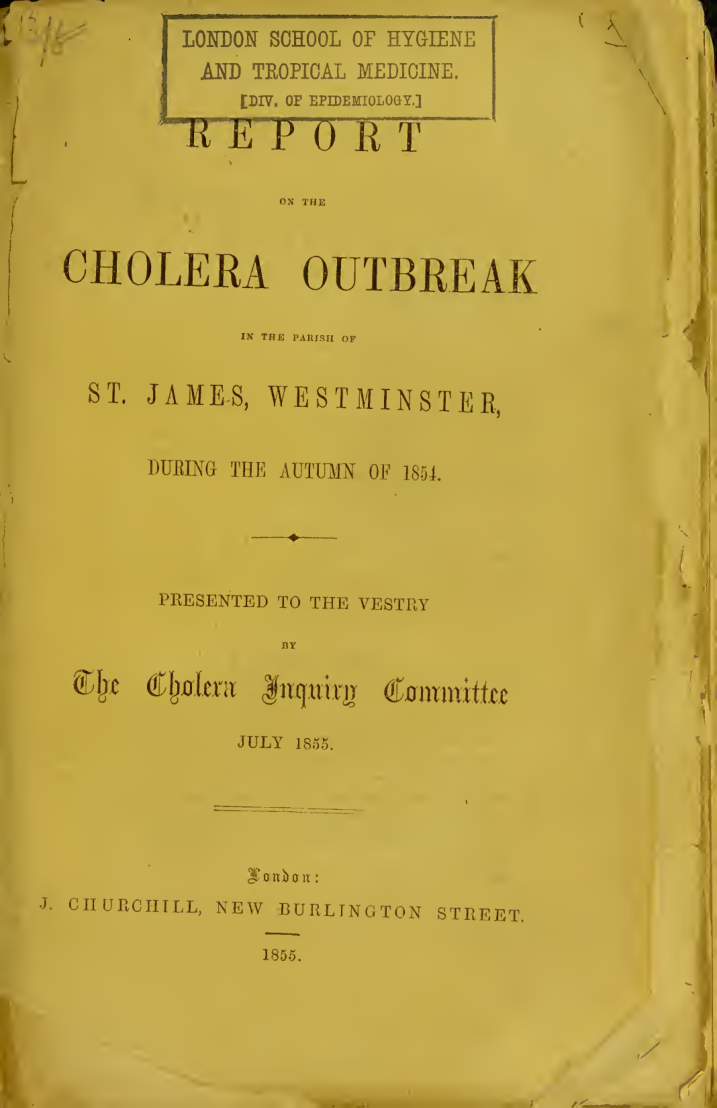 LONDON SCHOOL OF HYGIENE
AND TROPICAL MEDICINE.
[DIV. OF EPIDEMIOLOGY.]
REPORT
ON THE
CHOLERA OUTBREAK
IN THE PARISH OF
ST. JAMES, WESTMINSTER,
DURING THE AUTUMN OF 1854.
PRESENTED TO THE VESTRY
BY
The Cholera Inquiry Committee
JULY 1855.
London:
J. CHURCHILL, NEW BURLINGTON STREET.
1855.